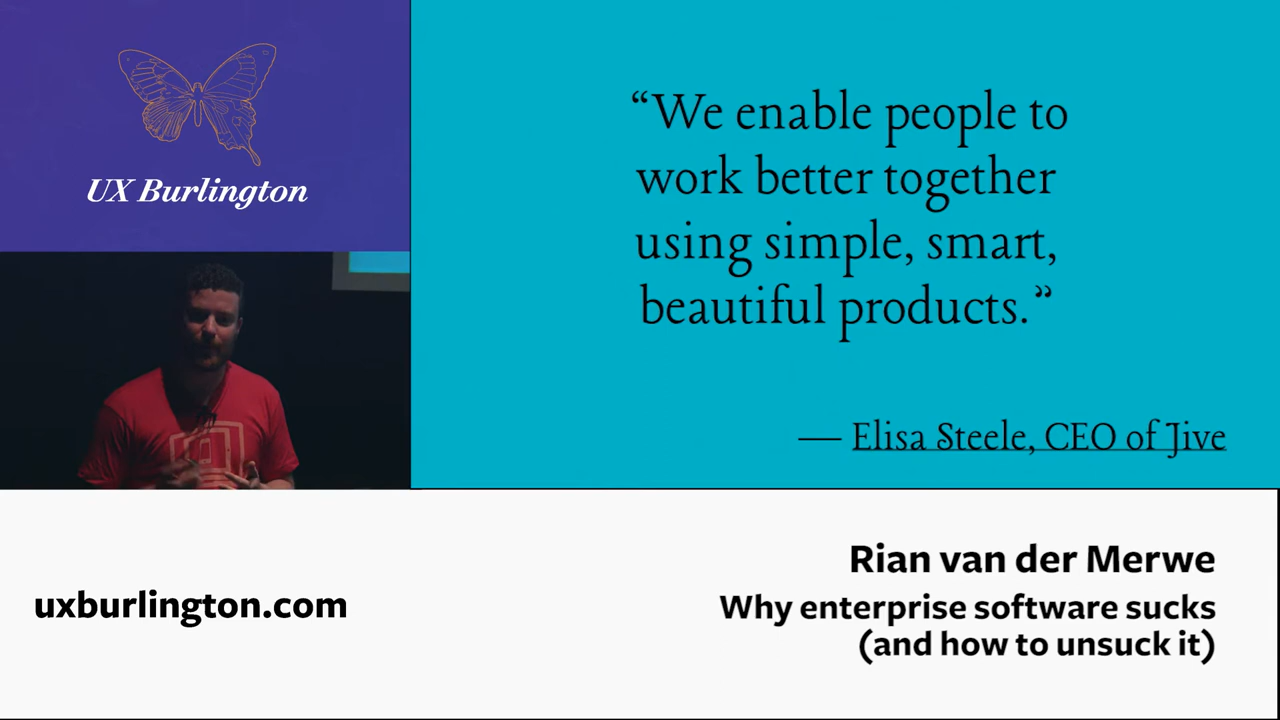 UX Burlington
“We enable people to
work better together
using simple, smart,
beautiful products.”
— Elisa Steele, CEO of Jive
uxburlington.com
Rian van der Merwe
Why enterprise software sucks
(and how to unsuck it)